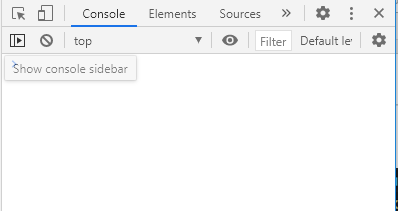 Console Elements Sources »
top Filter Default le
Show console sidebar